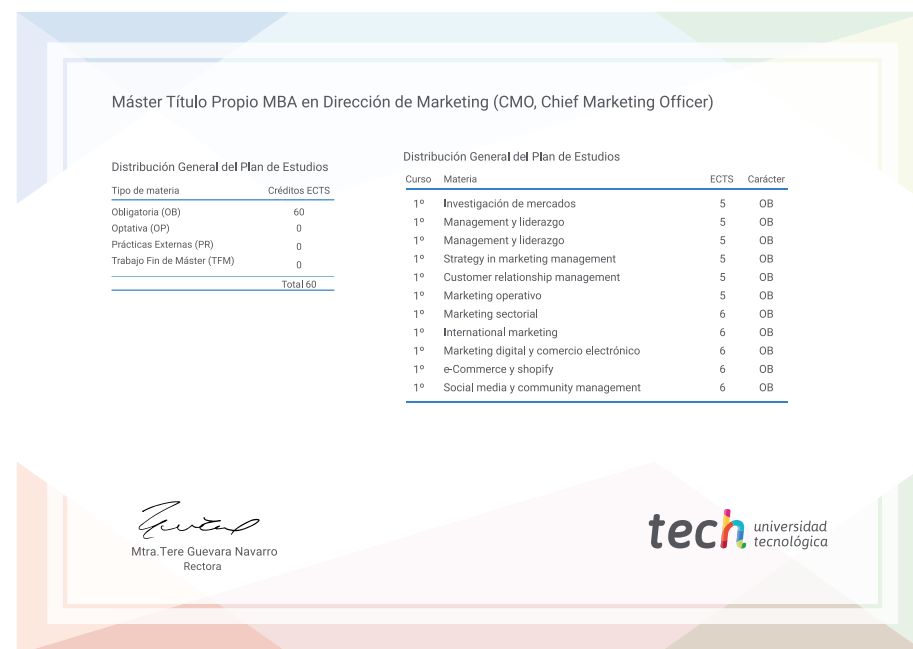 Máster Título Propio MBA en Dirección de Marketing (CMO, Chief Marketing Officer)
Distribución General del Plan de Estudios
Tipo de materia Créditos ECTS
Obligatoria (OB) 60
Optativa (OP) 0
Prácticas Externas (PR) 0
Trabajo Fin de Máster (TFM) 0
Total 60
Distribución General del Plan de Estudios
Curso Materia ECTS Carácter
1º Investigación de mercados 5 OB
1º Management y liderazgo 5 OB
1º Management y liderazgo 5 OB
1º Strategy in marketing management 5 OB
1º Customer relationship management 5 OB
1º Marketing operativo 5 OB
1º Marketing sectorial 6 OB
1º International marketing 6 OB
1º Marketing digital y comercio electrónico 6 OB
1º e-Commerce y shopify 6 OB
1º Social media y community management 6 OB
Mtra.Tere Guevara Navarro
Rectora
tech universidad
tecnológica